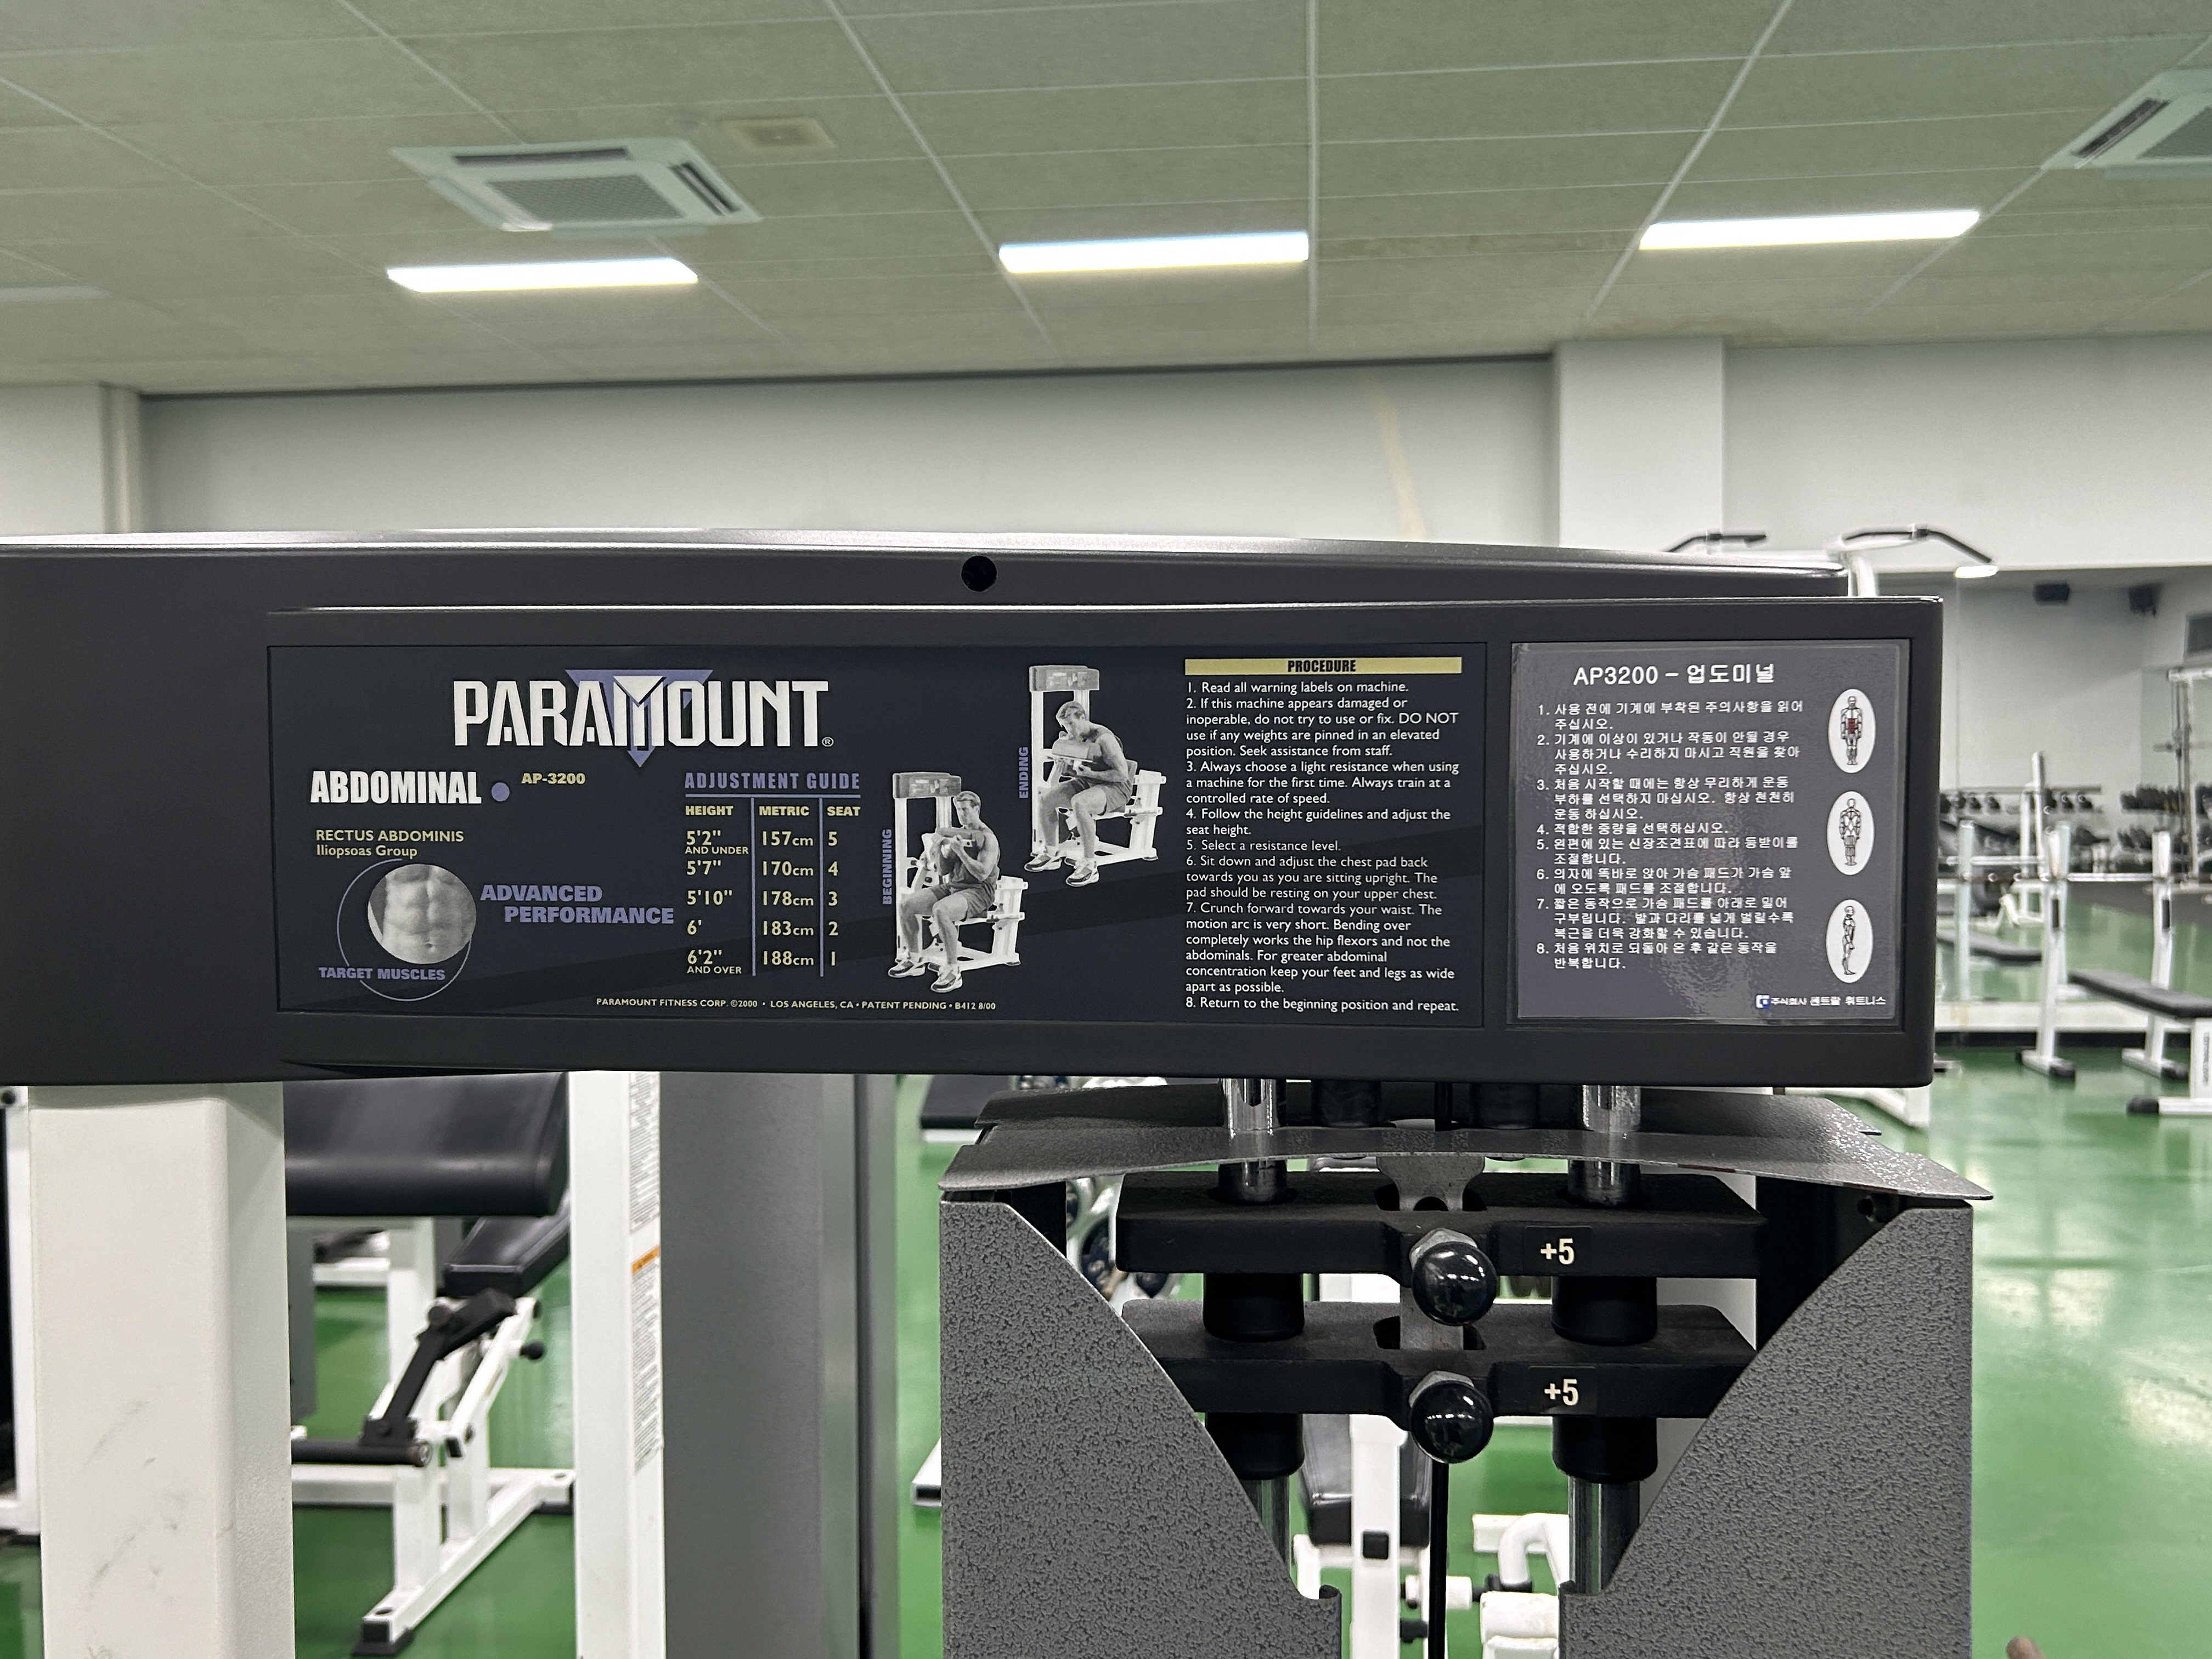 PARAMOUNT®
ABDOMINAL
AP-3200
RECTUS ABDOMINIS
Iliopsoas Group
ADVANCED
PERFORMANCE
TARGET MUSCLES
ADJUSTMENT GUIDE
HEIGHT METRIC SEAT
5'2" 157cm 5
AND UNDER
5'7" 170cm 4
5'10" 178cm 3
6' 183cm 2
6'2" 188cm 1
AND OVER
PARAMOUNT FITNESS CORP. ©2000 • LOS ANGELES, CA • PATENT PENDING • B412 8/00
BEGINNING
ENDING
PROCEDURE
1. Read all warning labels on machine.
2. If this machine appears damaged or
inoperable, do not try to use or fix. DO NOT
use if any weights are pinned in an elevated
position. Seek assistance from staff.
3. Always choose a light resistance when using
a machine for the first time. Always train at a
controlled rate of speed.
4. Follow the height guidelines and adjust the
seat height.
5. Select a resistance level.
6. Sit down and adjust the chest pad back
towards you as you are sitting upright. The
pad should be resting on your upper chest.
7. Crunch forward towards your waist. The
motion arc is very short. Bending over
completely works the hip flexors and not the
abdominals. For greater abdominal
concentration keep your feet and legs as wide
apart as possible.
8. Return to the beginning position and repeat.
AP3200 - 업도미널
1. 사용 전에 기계에 부착된 주의사항을 읽어
주십시오.
2. 기계에 이상이 있거나 작동이 안될 경우
사용하거나 수리하지 마시고 직원을 찾아
주십시오.
3. 처음 시작할 때에는 항상 무리하게 운동
부하를 선택하지 마십시오. 항상 천천히
운동 하십시오.
4. 적합한 중량을 선택하십시오.
5. 왼편에 있는 신장조견표에 따라 등받이를
조절합니다.
6. 의자에 똑바로 앉아 가슴 패드가 가슴 앞
에 오도록 패드를 조절합니다.
7. 짧은 동작으로 가슴 패드를 아래로 밀어
구부립니다. 발과 다리를 넓게 벌릴수록
복근을 더욱 강화할 수 있습니다.
8. 처음 위치로 되돌아 온 후 같은 동작을
반복합니다.
주식회사 쎈트랄 휘트니스
+5
+5